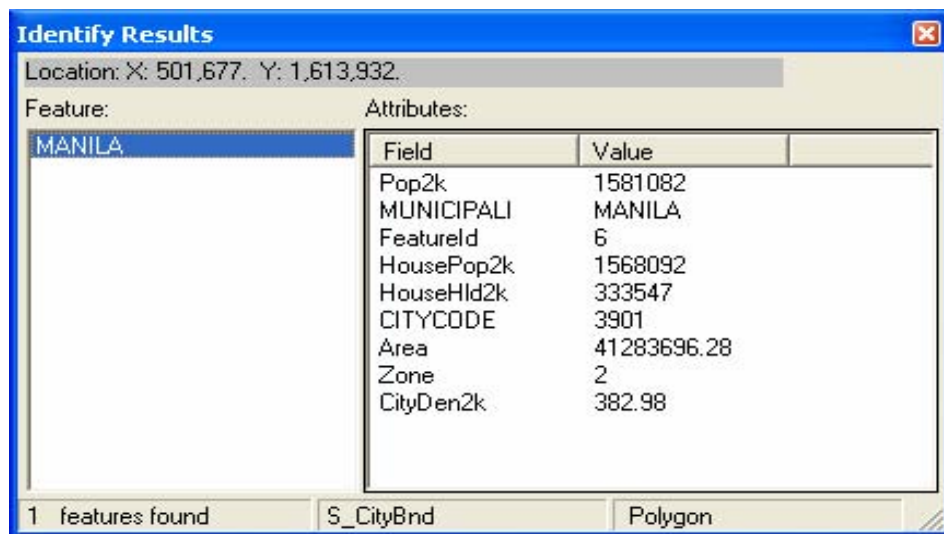 Identify Results
Location: X: 501,677. Y: 1,613,932.
Feature: Attributes:
MANILA
Field Value
Pop2k 1581082
MUNICIPALI MANILA
FeatureId 6
HousePop2k 1568092
HouseHld2k 333547
CITYCODE 3901
Area 41283696.28
Zone 2
CityDen2k 382.98
1 features found S_CityBnd Polygon